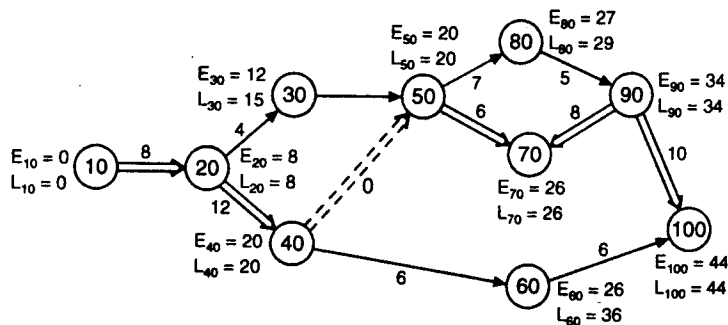 E50 = 20
L50 = 20
80
E80 = 27
L80 = 29
E30 = 12
L30 = 15
30
50
7
5
90
E90 = 34
L90 = 34
4
6
8
E10 = 0
L10 = 0
10
8
20
E20 = 8
L20 = 8
70
10
12
0
E70 = 26
L70 = 26
E40 = 20
L40 = 20
40
100
6
6
60
E60 = 26
L60 = 36
E100 = 44
L100 = 44